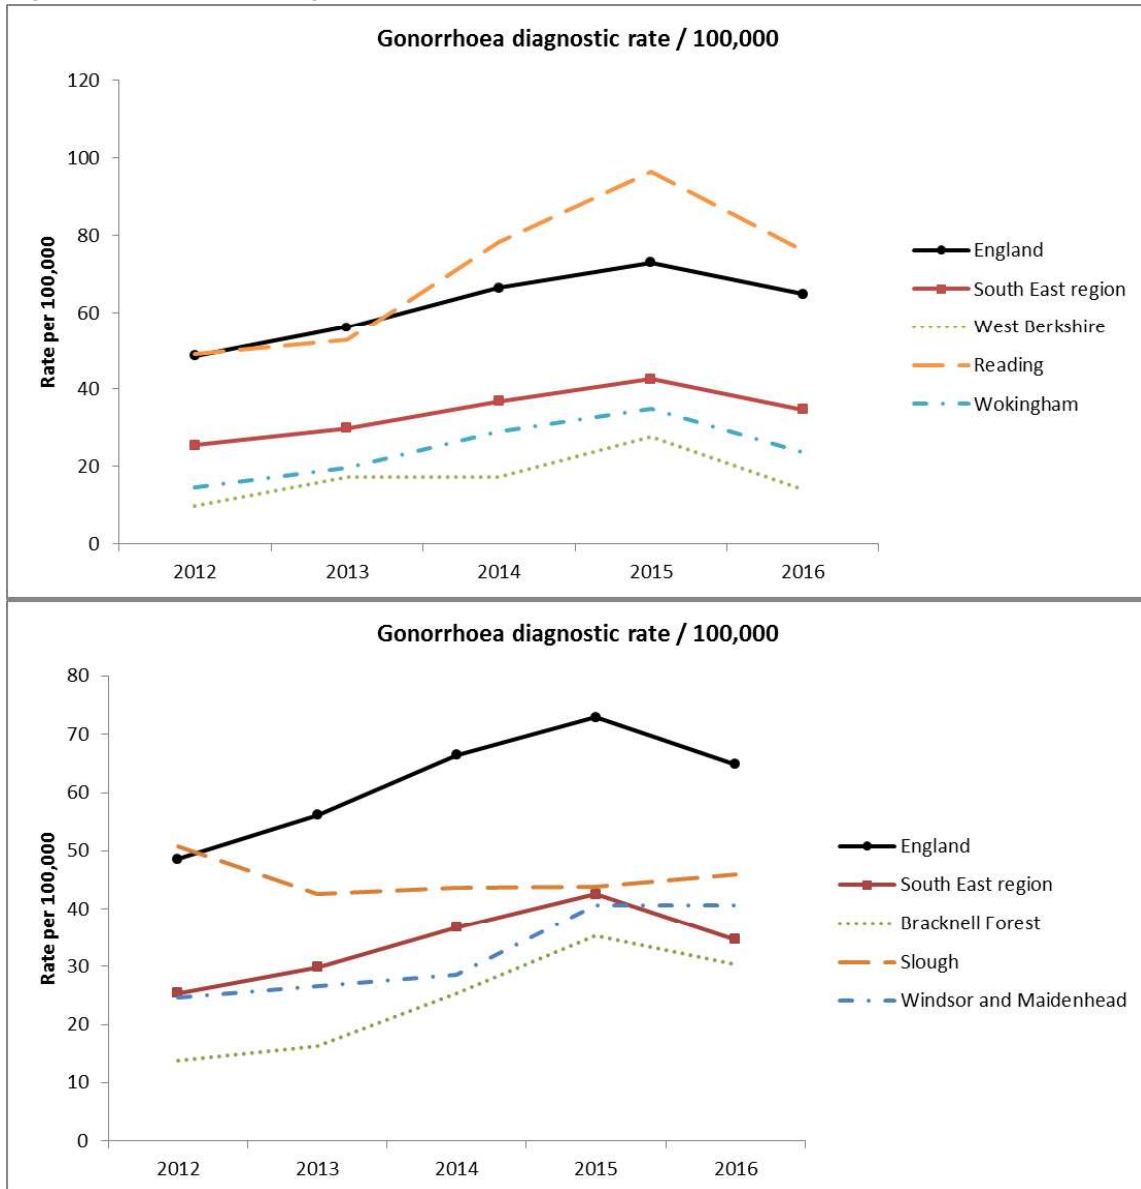 Gonorrhoea diagnostic rate / 100,000
120
100
80
60
40
20
0
Rate per 100,000
2012 2013 2014 2015 2016
England
South East region
West Berkshire
Reading
Wokingham
Gonorrhoea diagnostic rate / 100,000
80
70
60
50
40
30
20
10
0
Rate per 100,000
2012 2013 2014 2015 2016
England
South East region
Bracknell Forest
Slough
Windsor and Maidenhead